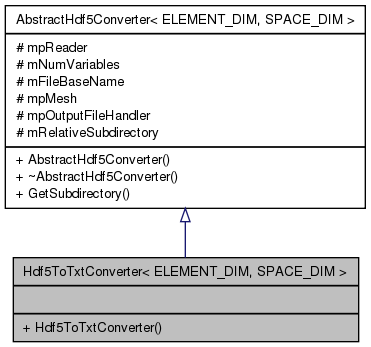 AbstractHdf5Converter< ELEMENT_DIM, SPACE_DIM >
# mpReader
# mNumVariables
# mFileBaseName
# mpMesh
# mpOutputFileHandler
# mRelativeSubdirectory
+ AbstractHdf5Converter()
+ ~AbstractHdf5Converter()
+ GetSubdirectory()
Hdf5ToTxtConverter< ELEMENT_DIM, SPACE_DIM >
+ Hdf5ToTxtConverter()